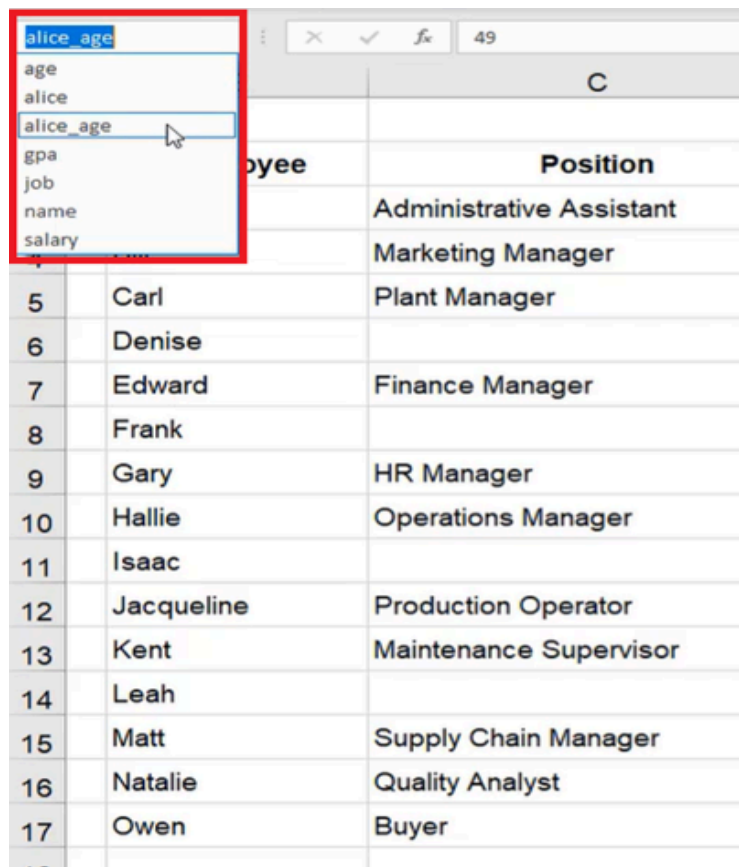 alice_age fx 49
age
alice
alice_age
gpa
job
name
salary
C
oyee Position
Administrative Assistant
Marketing Manager
5 Carl Plant Manager
6 Denise
7 Edward Finance Manager
8 Frank
9 Gary HR Manager
10 Hallie Operations Manager
11 Isaac
12 Jacqueline Production Operator
13 Kent Maintenance Supervisor
14 Leah
15 Matt Supply Chain Manager
16 Natalie Quality Analyst
17 Owen Buyer